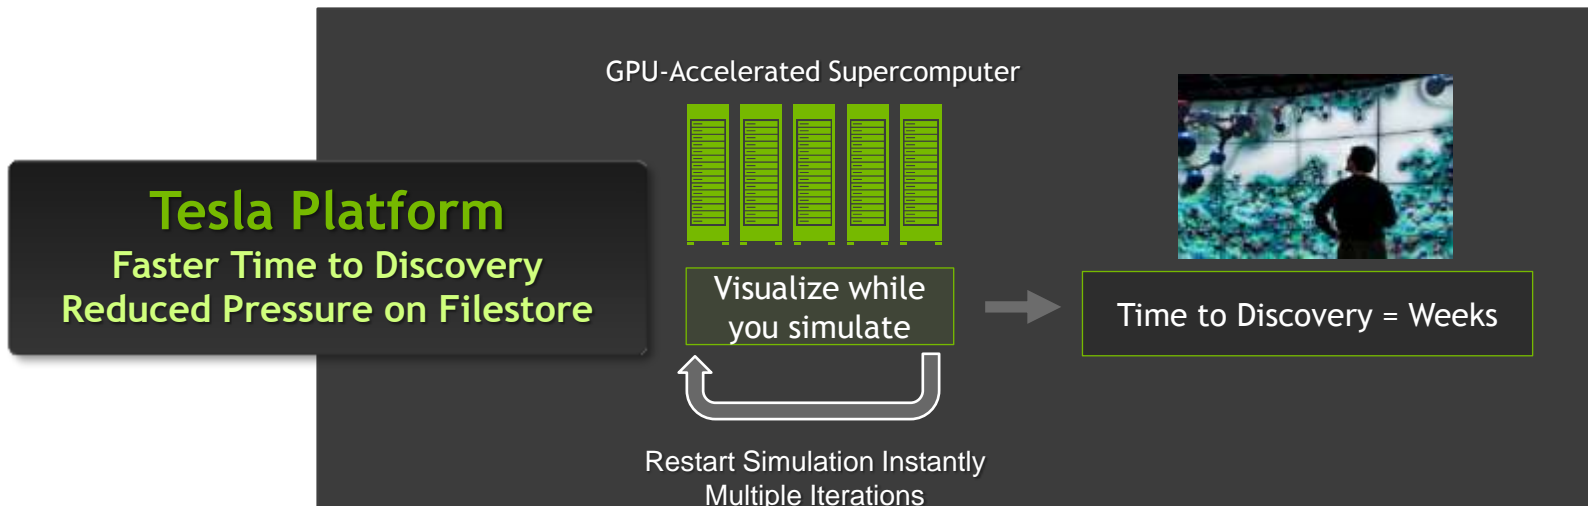 Tesla Platform
Faster Time to Discovery
Reduced Pressure on Filestore
GPU-Accelerated Supercomputer
Visualize while
you simulate
Time to Discovery = Weeks
Restart Simulation Instantly
Multiple Iterations